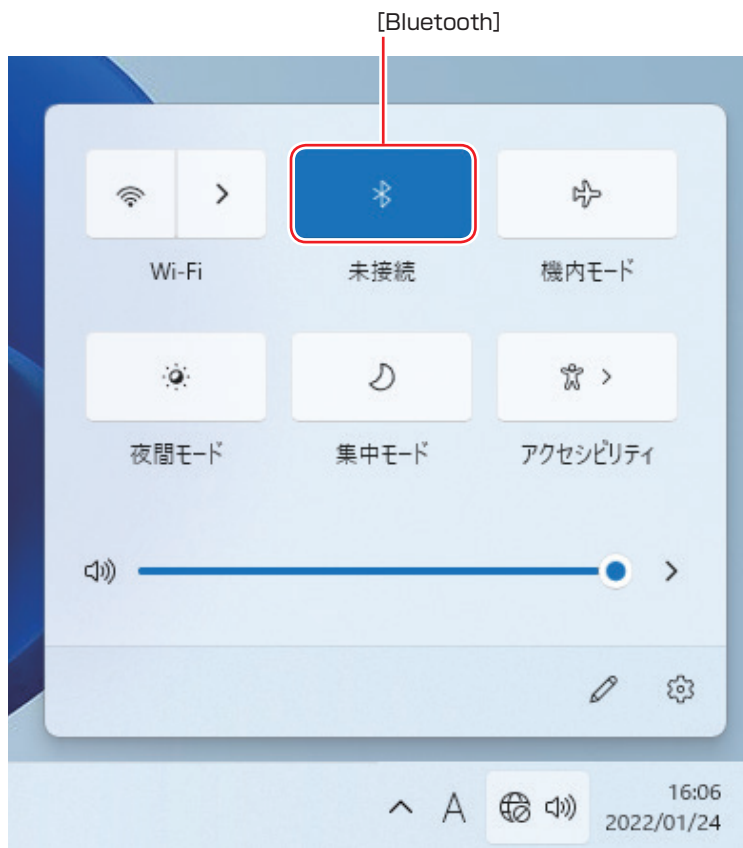 [Bluetooth]
Wi-Fi
未接続
機内モード
夜間モード
集中モード
アクセシビリティ
A
16:06
2022/01/24